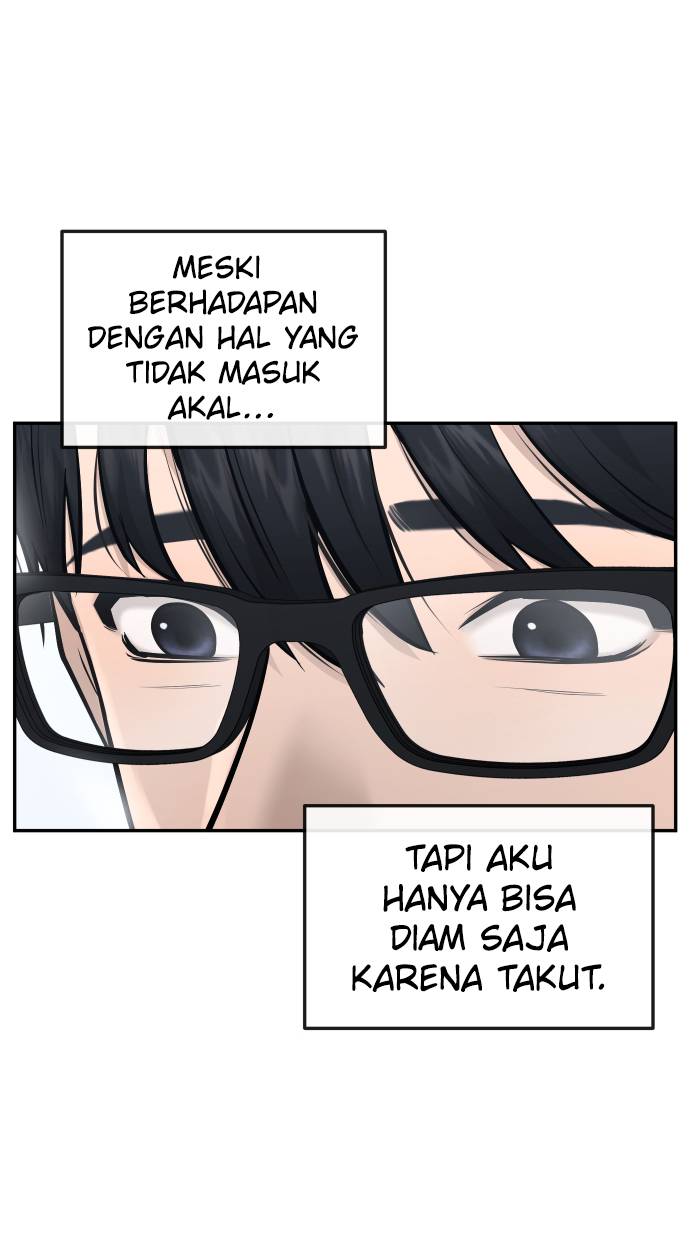 MESKI
BERHADAPAN
DENGAN HAL YANG
TIDAK MASUK
AKAL...
TAPI AKU
HANYA BISA
DIAM SAJA
KARENA TAKUT.